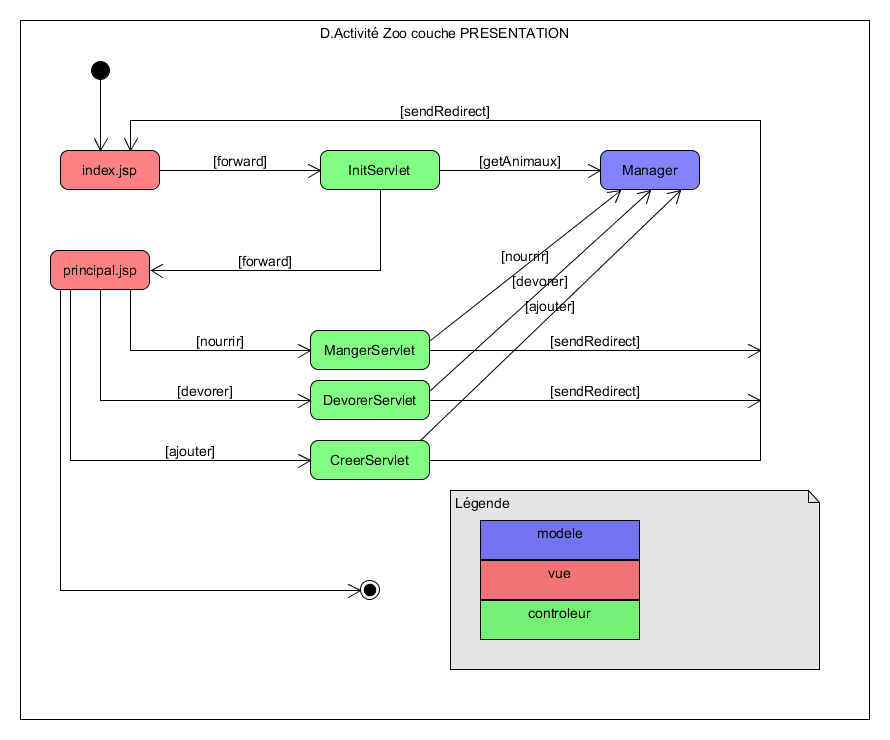 D.Activité Zoo couche PRESENTATION
[sendRedirect]
index.jsp
[forward]
InitServlet
[getAnimaux]
Manager
principal.jsp
[forward]
[nourrir]
[devorer]
[ajouter]
[nourrir]
MangerServlet
[sendRedirect]
[devorer]
DevorerServlet
[sendRedirect]
[ajouter]
CreerServlet
Légende
modele
vue
controleur